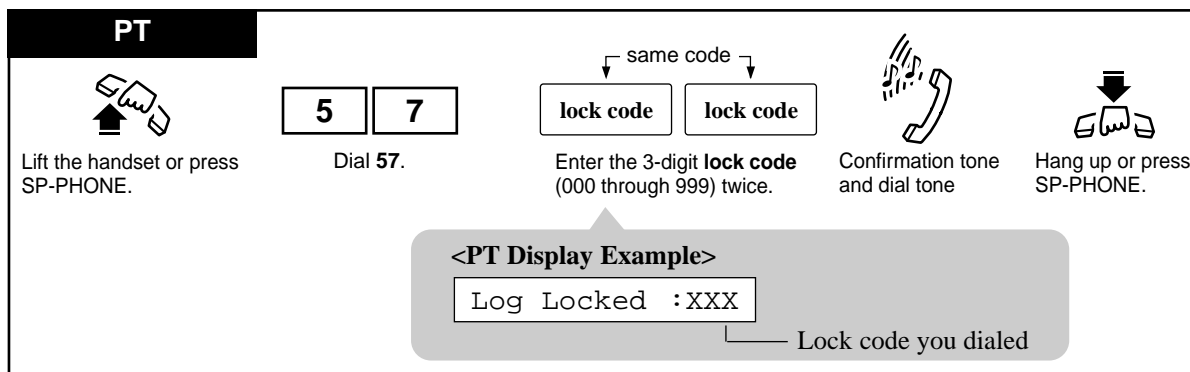 PT
same code
5 7
lock code lock code
Lift the handset or press
SP-PHONE.
Dial 57.
Enter the 3-digit lock code
(000 through 999) twice.
Confirmation tone
and dial tone
Hang up or press
SP-PHONE.
<PT Display Example>
Log Locked :XXX
Lock code you dialed